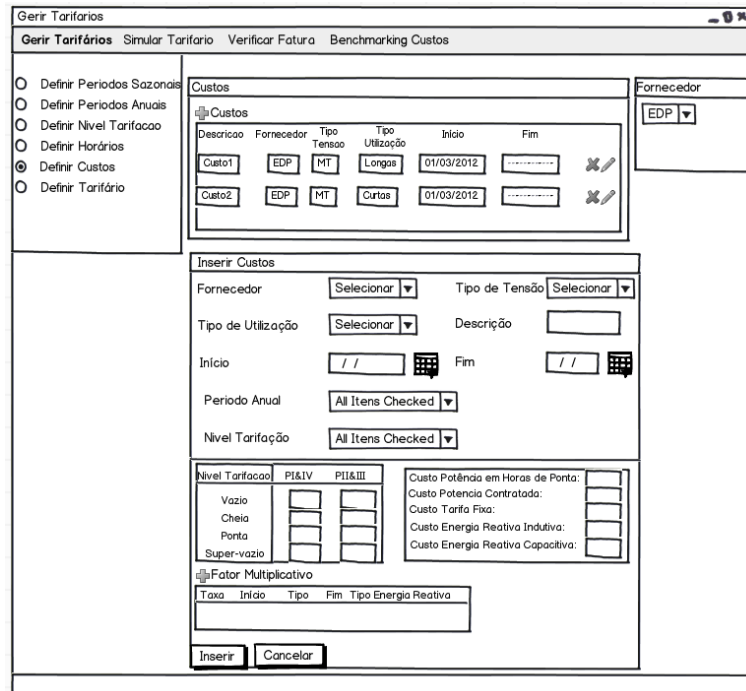 Gerir Tarifarios
Gerir Tarifários Simular Tarifario Verificar Fatura Benchmarking Custos
Definir Periodos Sazonais
Definir Periodos Anuais
Definir Nivel Tarifacao
Definir Horários
Definir Custos
Definir Tarifário
Custos
Custos
Descricao Fornecedor Tipo Tensao Tipo Utilização Início Fim
Custo1 EDP MT Longas 01/03/2012
Custo2 EDP MT Curtas 01/03/2012
Fornecedor
EDP
Inserir Custos
Fornecedor Selecionar Tipo de Tensão Selecionar
Tipo de Utilização Selecionar Descrição
Início / / Fim / /
Periodo Anual All Itens Checked
Nivel Tarifação All Itens Checked
Nivel Tarifacao PI&IV PII&III
Vazio
Cheia
Ponta
Super-vazio
Custo Potência em Horas de Ponta:
Custo Potencia Contratada:
Custo Tarifa Fixa:
Custo Energia Reativa Indutiva:
Custo Energia Reativa Capacitiva:
Fator Multiplicativo
Taxa Início Tipo Fim Tipo Energia Reativa
Inserir Cancelar